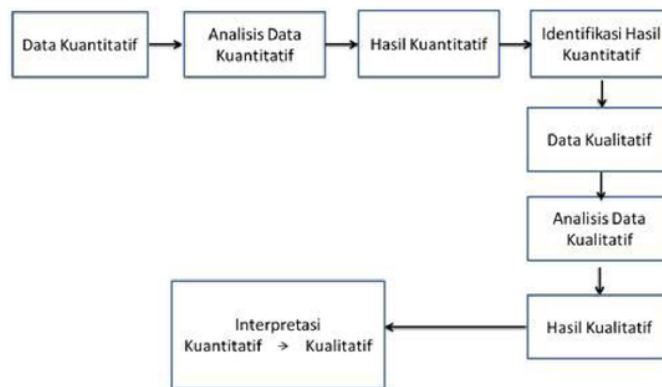 Data Kuantitatif
Analisis Data
Kuantitatif
Hasil Kuantitatif
Identifikasi Hasil
Kuantitatif
Data Kualitatif
Analisis Data
Kualitatif
Hasil Kualitatif
Interpretasi
Kuantitatif → Kualitatif